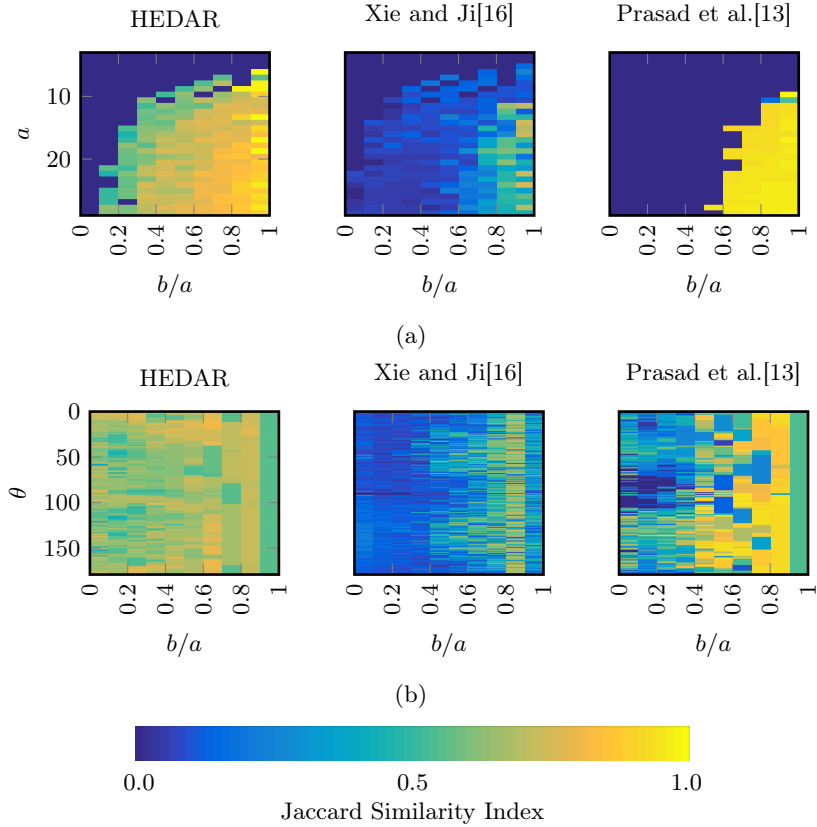 HEDAR Xie and Ji[16] Prasad et al.[13]
10
20
a
0 0.2 0.4 0.6 0.8 1 0 0.2 0.4 0.6 0.8 1 0 0.2 0.4 0.6 0.8 1
b/a b/a b/a
(a)
HEDAR Xie and Ji[16] Prasad et al.[13]
0
50
100
150
θ
0 0.2 0.4 0.6 0.8 1 0 0.2 0.4 0.6 0.8 1 0 0.2 0.4 0.6 0.8 1
b/a b/a b/a
(b)
0.0 0.5 1.0
Jaccard Similarity Index